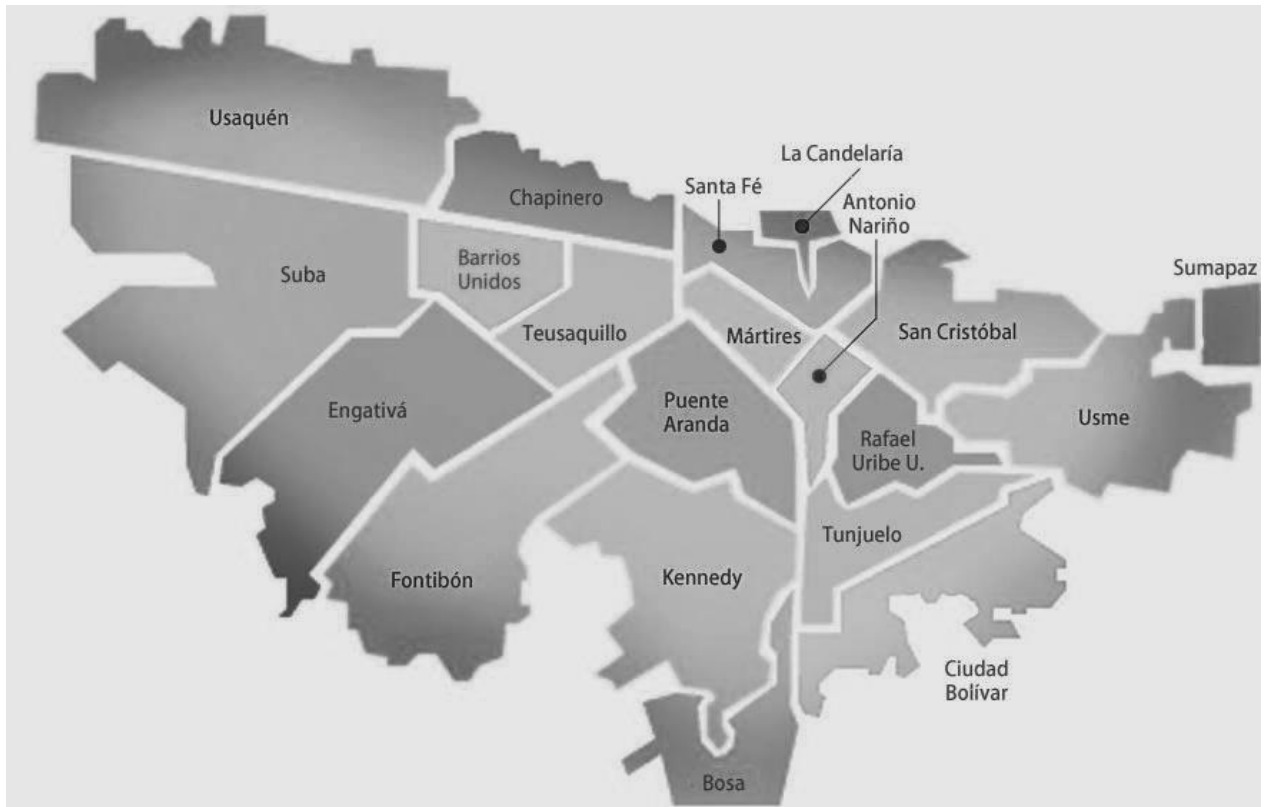 Usaquén
La Candelaría
Chapinero
Santa Fé
Antonio
Nariño
Suba
Barrios
Unidos
Sumapaz
Teusaquillo
Mártires
San Cristóbal
Engativá
Puente
Aranda
Usme
Rafael
Uribe U.
Tunjuelo
Fontibón
Kennedy
Ciudad
Bolívar
Bosa